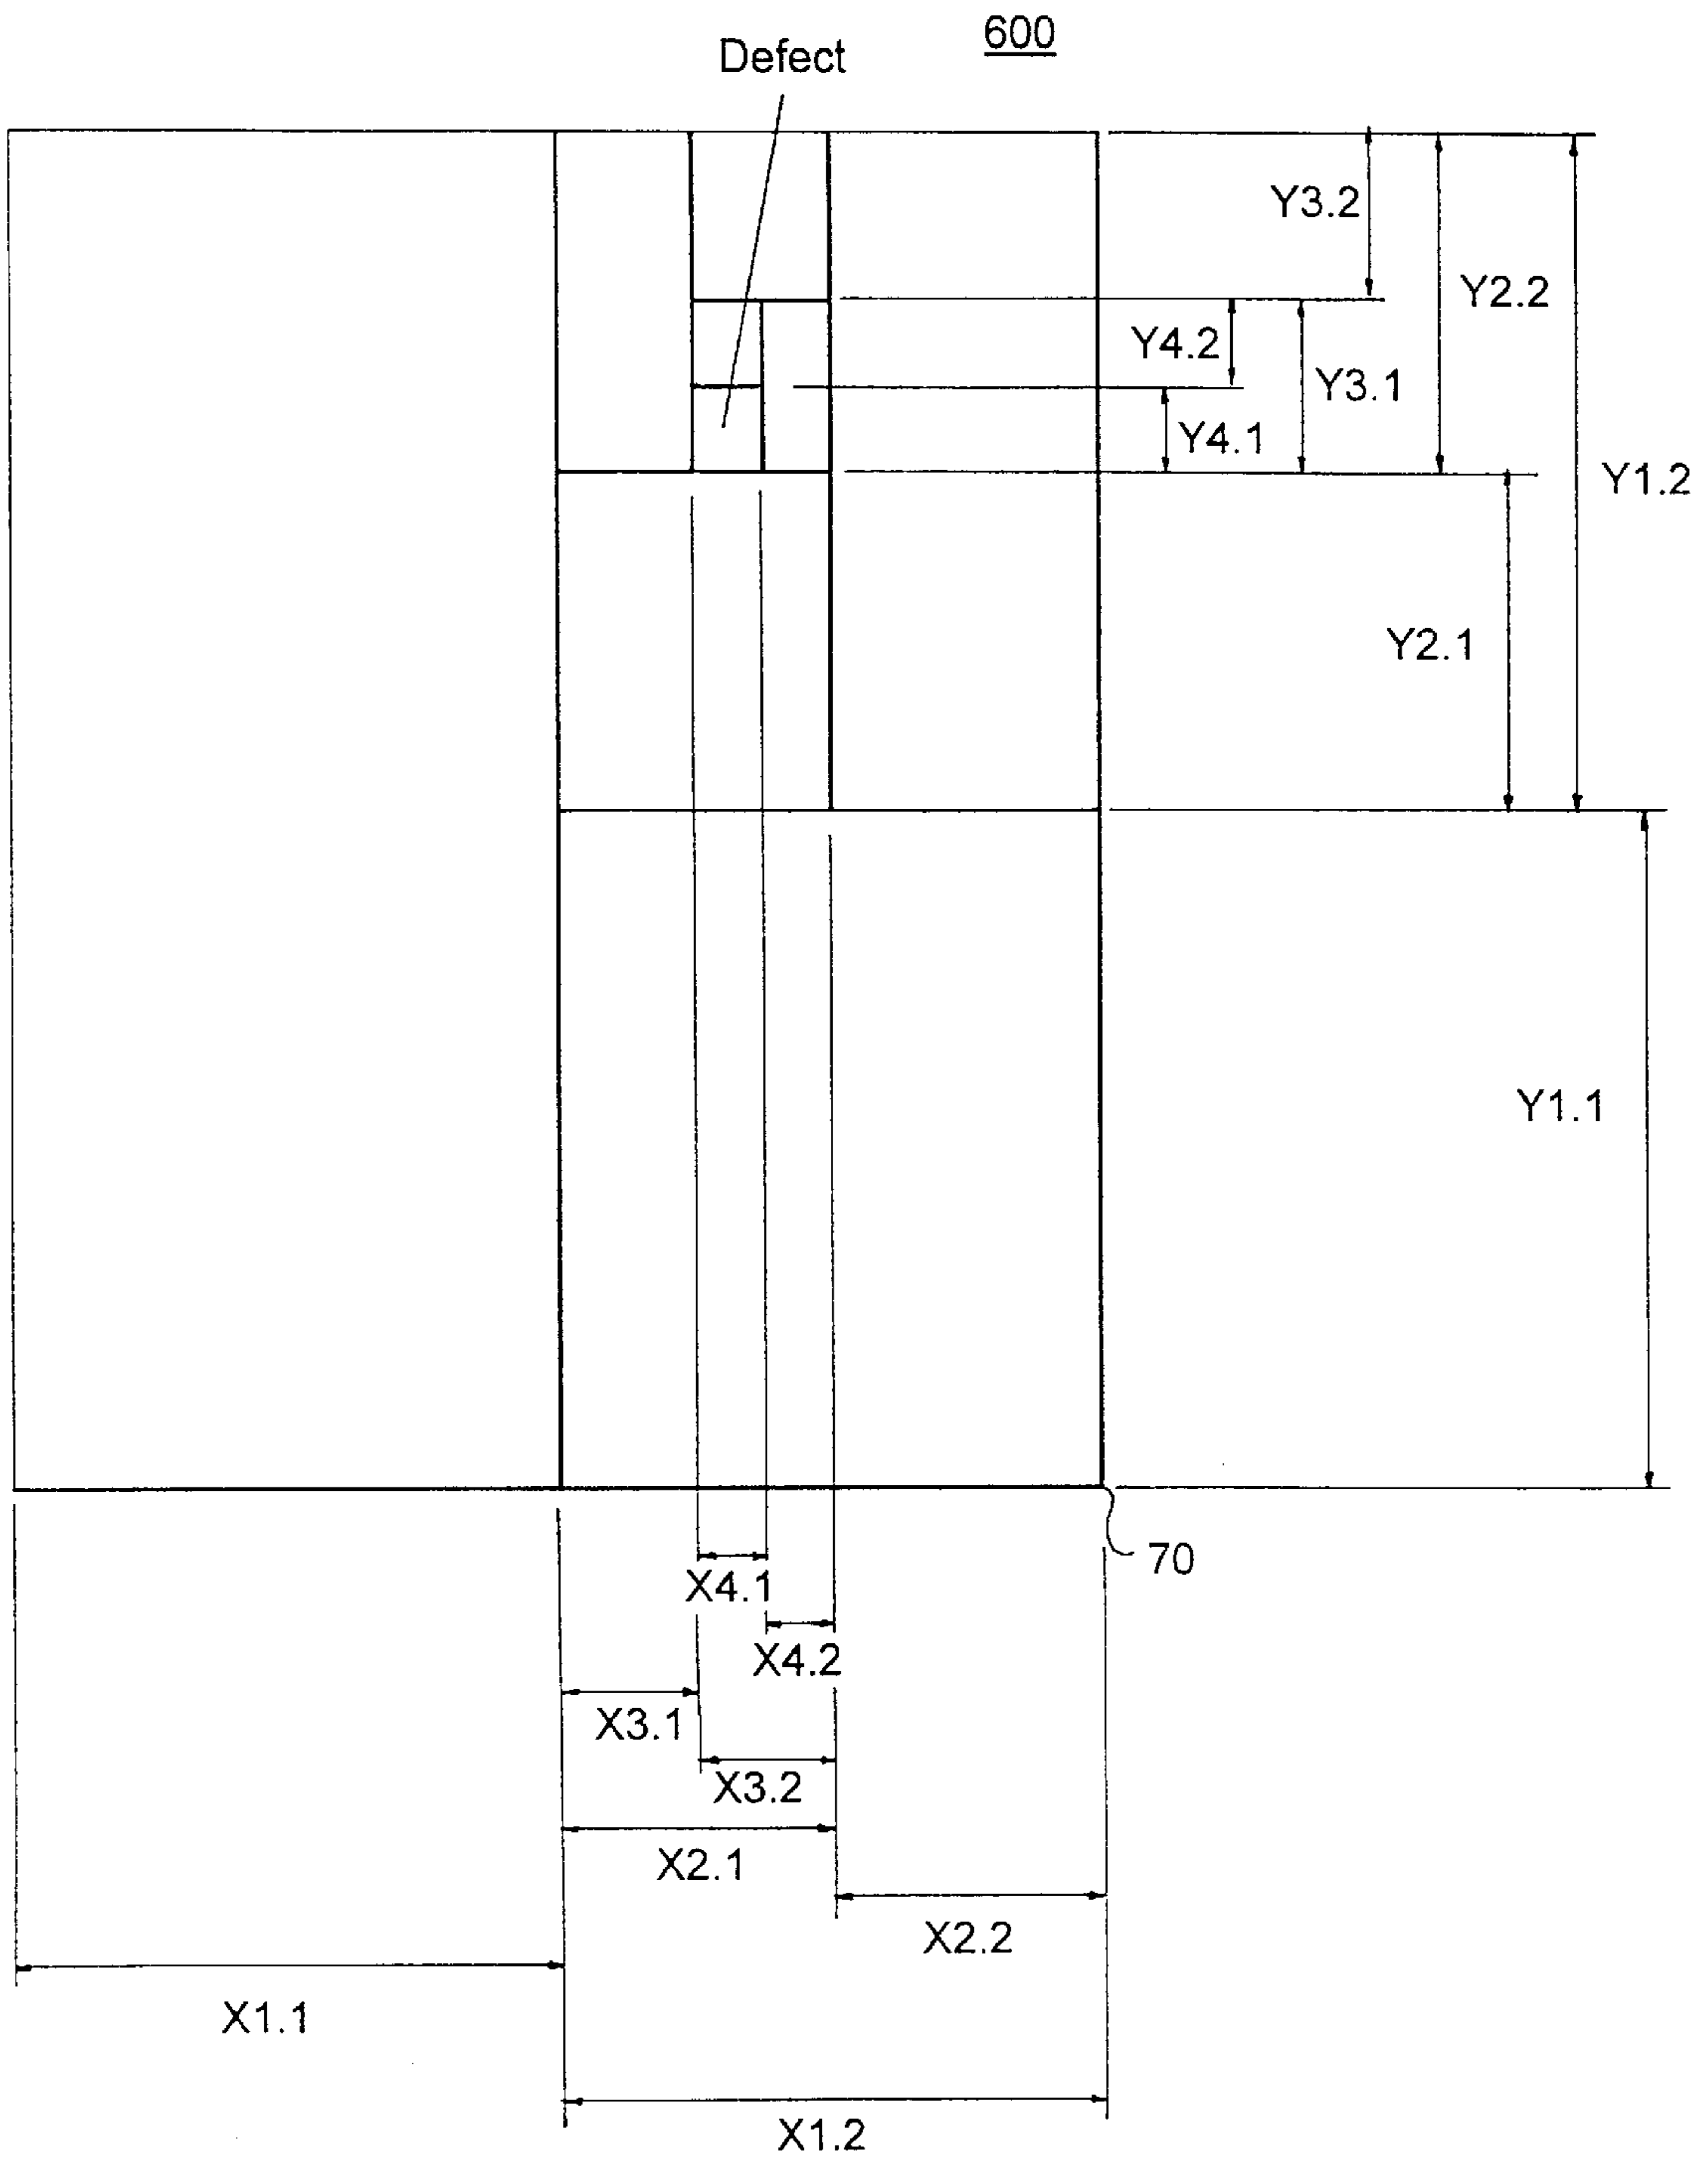 600
Defect
Y3.2
Y2.2
Y4.2
Y3.1
Y4.1
Y1.2
Y2.1
Y1.1
70
X4.1
X4.2
X3.1
X3.2
X2.1
X2.2
X1.1
X1.2